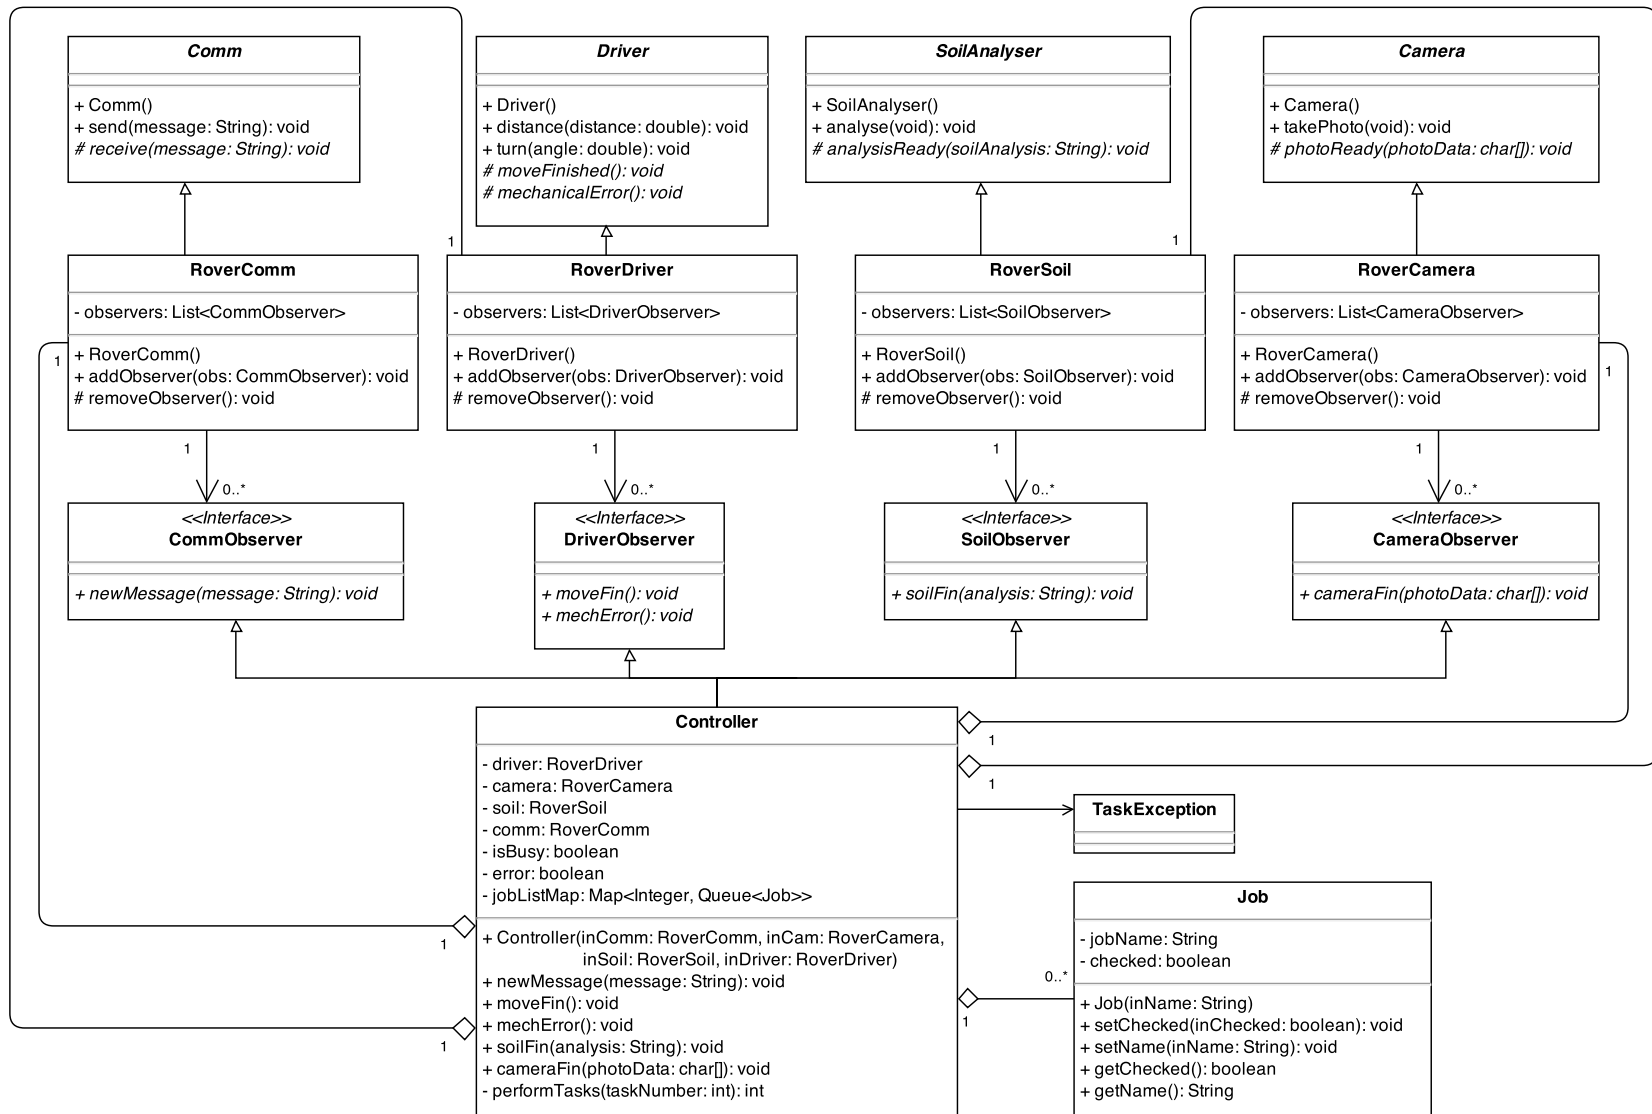 Comm
+ Comm()
+ send(message: String): void
# receive(message: String): void
Driver
+ Driver()
+ distance(distance: double): void
+ turn(angle: double): void
# moveFinished(): void
# mechanicalError(): void
SoilAnalyser
+ SoilAnalyser()
+ analyse(void): void
# analysisReady(soilAnalysis: String): void
Camera
+ Camera()
+ takePhoto(void): void
# photoReady(photoData: char[]): void
1
1
RoverComm
- observers: List<CommObserver>
+ RoverComm()
+ addObserver(obs: CommObserver): void
# removeObserver(): void
RoverDriver
- observers: List<DriverObserver>
+ RoverDriver()
+ addObserver(obs: DriverObserver): void
# removeObserver(): void
RoverSoil
- observers: List<SoilObserver>
+ RoverSoil()
+ addObserver(obs: SoilObserver): void
# removeObserver(): void
RoverCamera
- observers: List<CameraObserver>
+ RoverCamera()
+ addObserver(obs: CameraObserver): void
# removeObserver(): void
1
1
1
0..*
1
0..*
1
0..*
1
0..*
<<Interface>>
CommObserver
+ newMessage(message: String): void
<<Interface>>
DriverObserver
+ moveFin(): void
+ mechError(): void
<<Interface>>
SoilObserver
+ soilFin(analysis: String): void
<<Interface>>
CameraObserver
+ cameraFin(photoData: char[]): void
Controller
- driver: RoverDriver
- camera: RoverCamera
- soil: RoverSoil
- comm: RoverComm
- isBusy: boolean
- error: boolean
- jobListMap: Map<Integer, Queue<Job>>
+ Controller(inComm: RoverComm, inCam: RoverCamera,
inSoil: RoverSoil, inDriver: RoverDriver)
+ newMessage(message: String): void
+ moveFin(): void
+ mechError(): void
+ soilFin(analysis: String): void
+ cameraFin(photoData: char[]): void
- performTasks(taskNumber: int): int
1
1
1
1
TaskException
0..*
1
Job
- jobName: String
- checked: boolean
+ Job(inName: String)
+ setChecked(inChecked: boolean): void
+ setName(inName: String): void
+ getChecked(): boolean
+ getName(): String